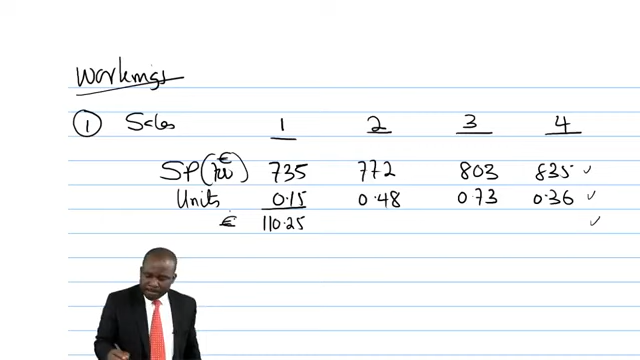 Workings
① Sales 1 2 3 4
SP( € ) 735 772 803 835 ✓
Units 0.15 0.48 0.73 0.36 ✓
€ 110.25 ✓